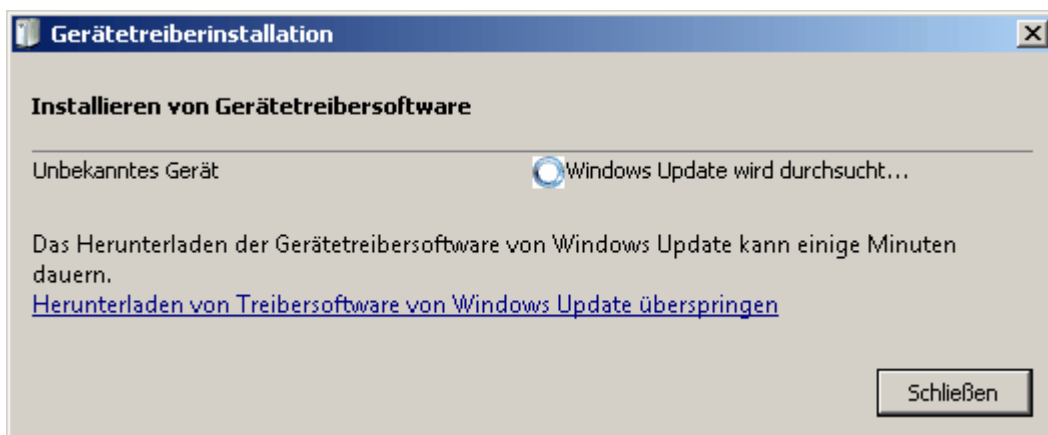 Gerätetreiberinstallation
Installieren von Gerätetreibersoftware
Unbekanntes Gerät Windows Update wird durchsucht...
Das Herunterladen der Gerätetreibersoftware von Windows Update kann einige Minuten
dauern.
Herunterladen von Treibersoftware von Windows Update überspringen
Schließen